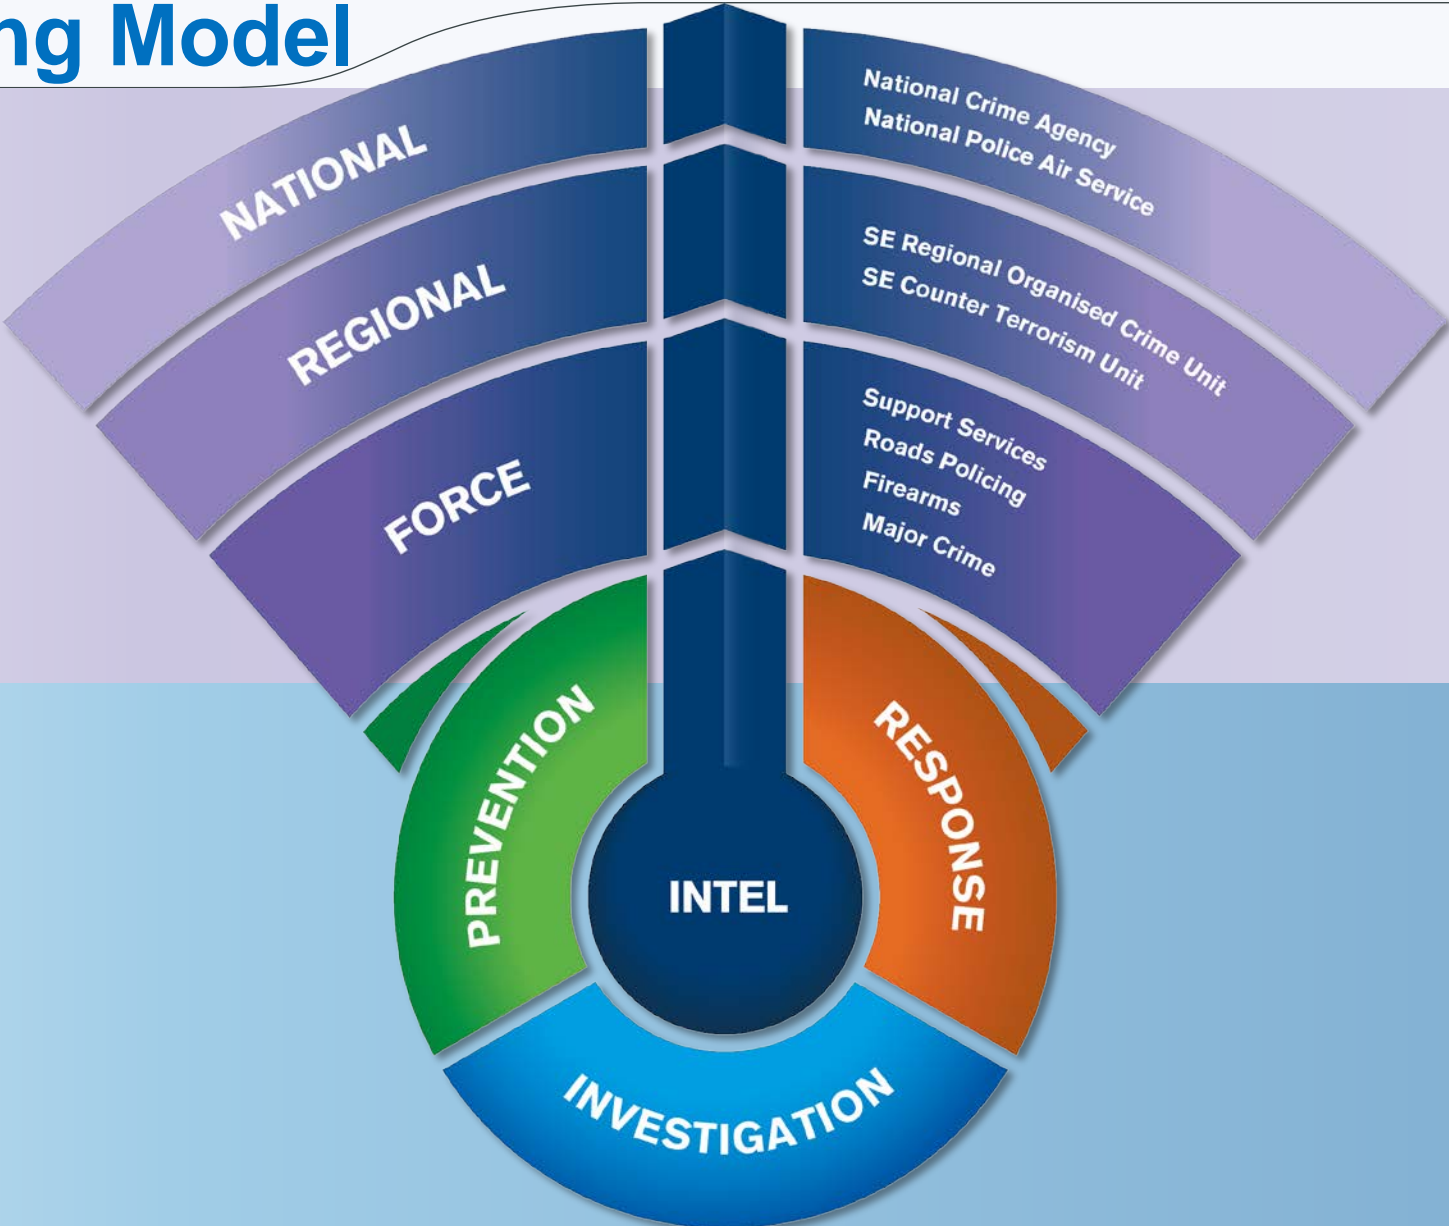 ng Model
NATIONAL
National Crime Agency
National Police Air Service
REGIONAL
SE Regional Organised Crime Unit
SE Counter Terrorism Unit
FORCE
Support Services
Roads Policing
Firearms
Major Crime
PREVENTION
RESPONSE
INTEL
INVESTIGATION